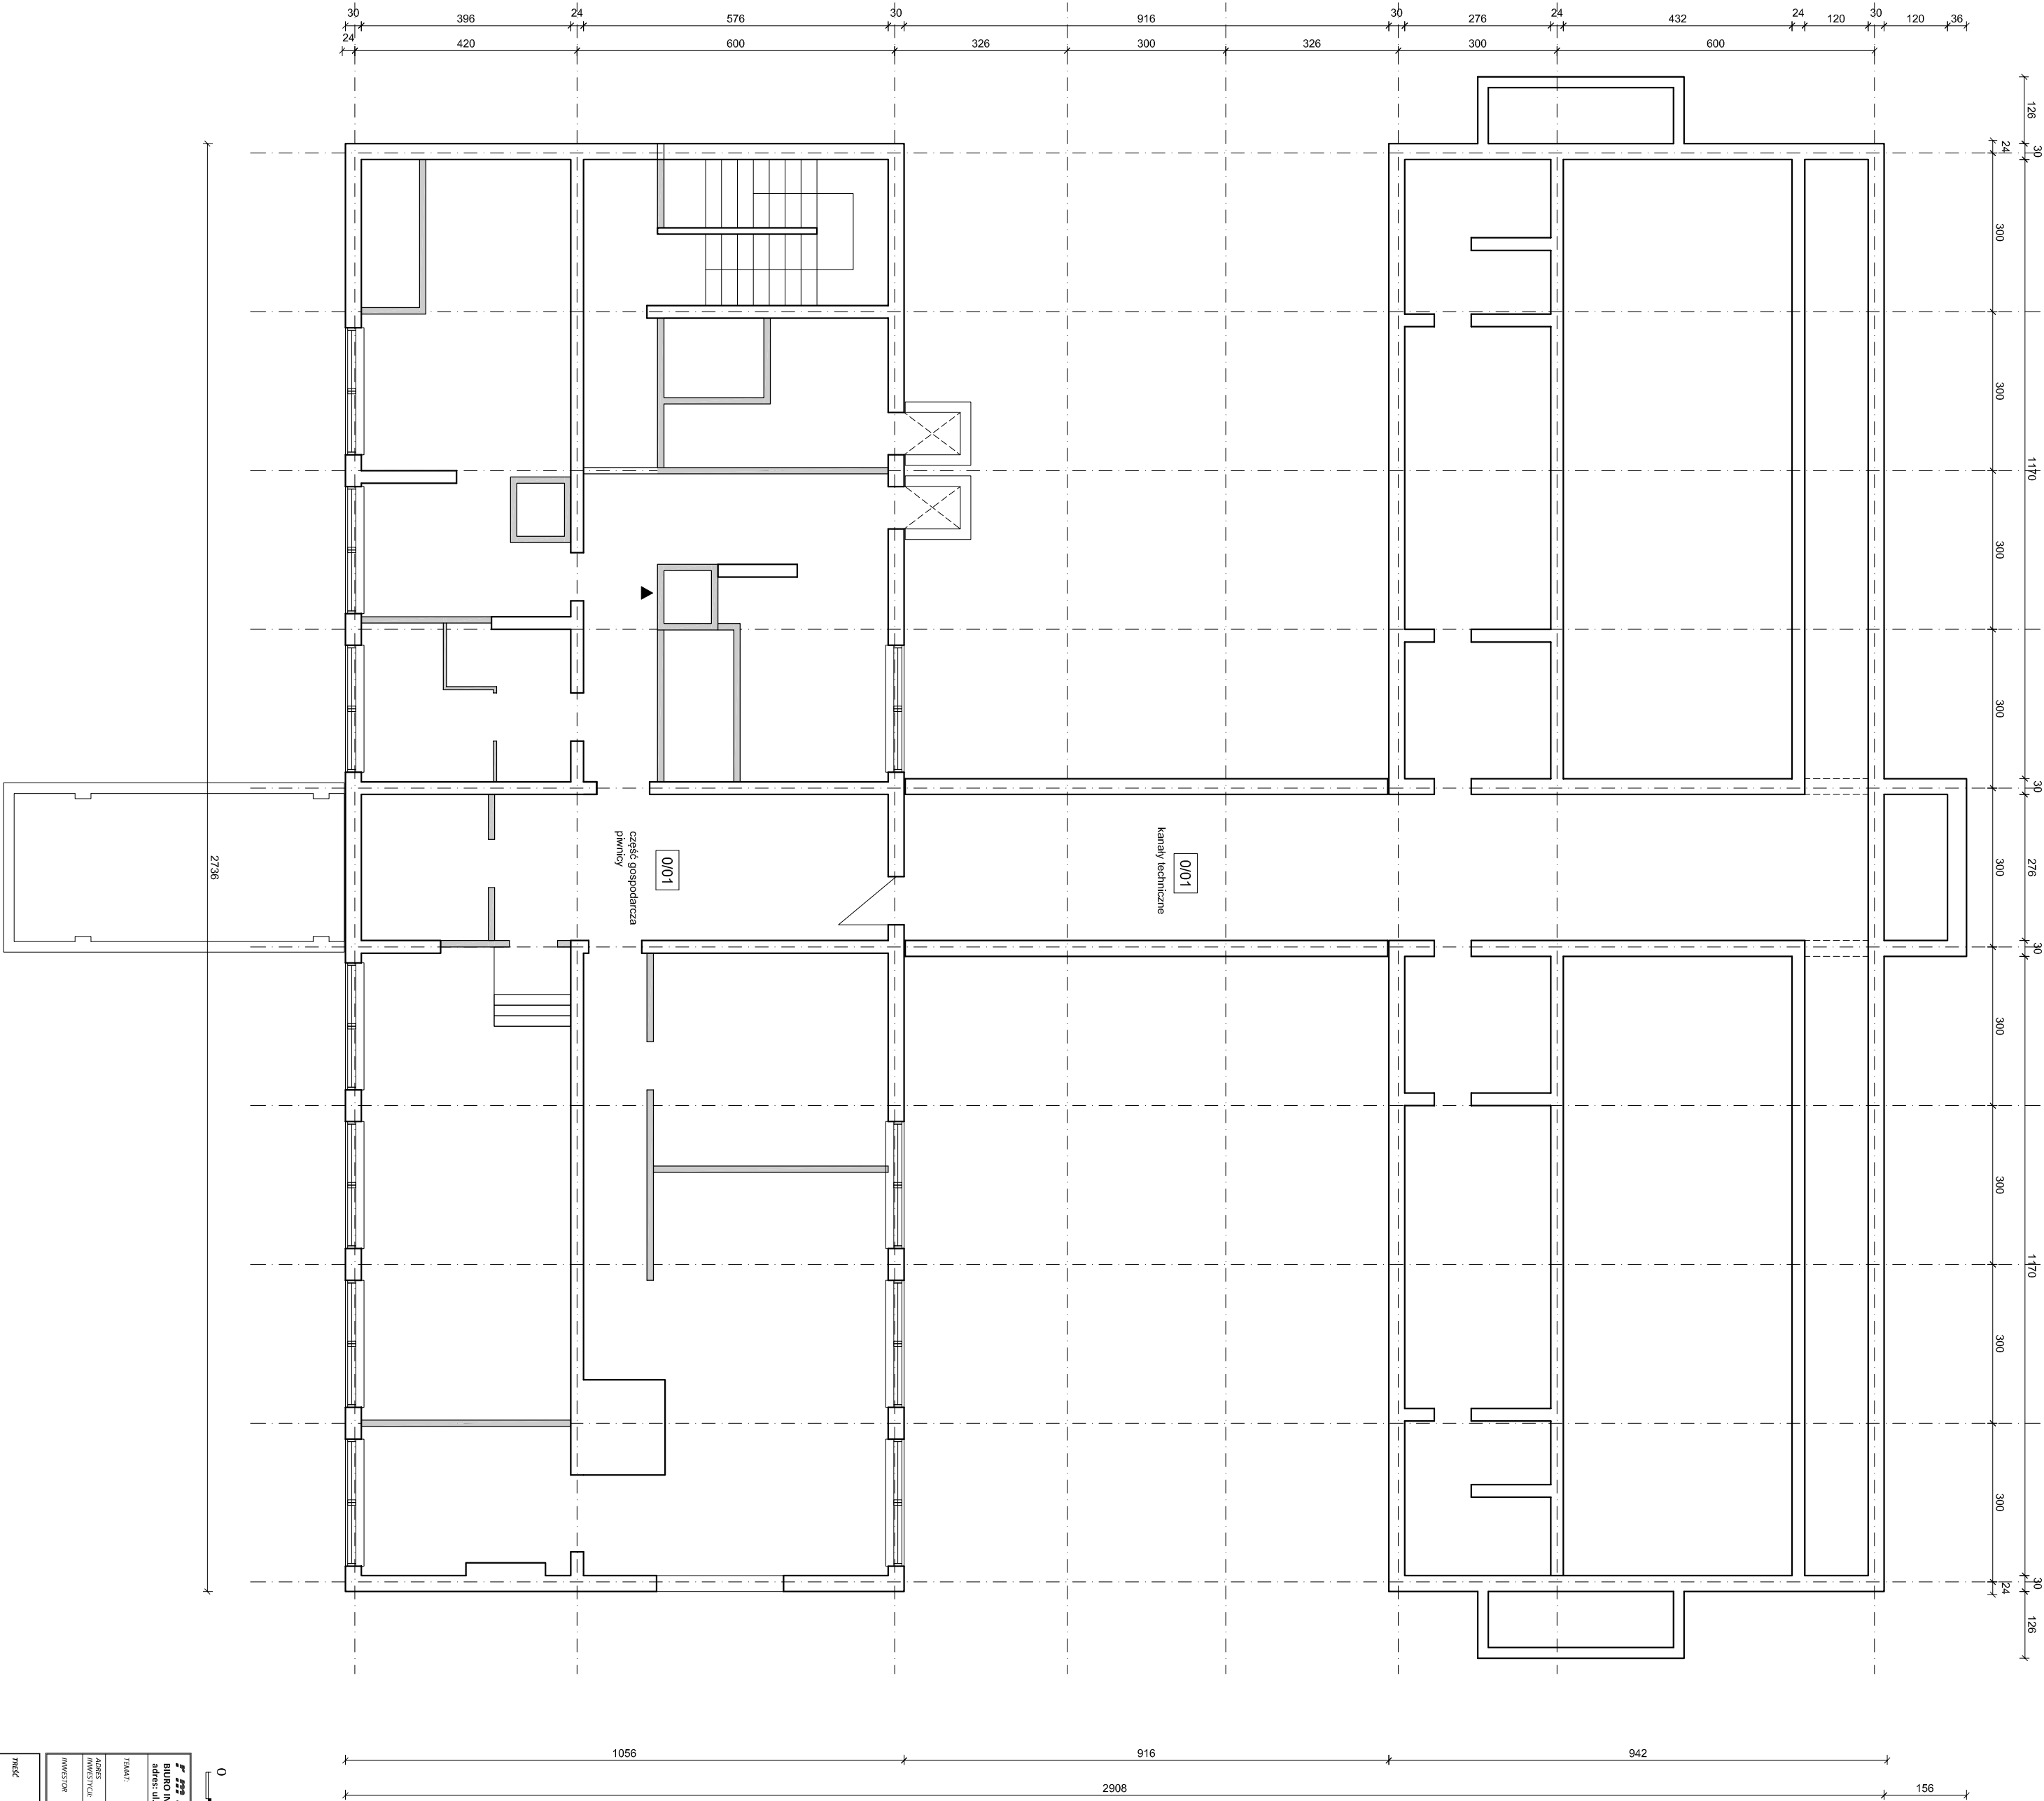 30 396 24 576 30 916 30 276 24 432 24 120 30 120 36
24 420 600 326 300 326 300 600
126 30 1170 30 276 30 1170 30 126
24 300 300 300 300 300 300 300 300 300 24
2736
0/01
kanały techniczne
0/01
część gospodarcza
piwnicy
1056 916 942
2908 156
0
BIURO IN
adres: ul.
TEMAT:
ADRES
INWESTYCJI:
INWESTOR
TREŚĆ